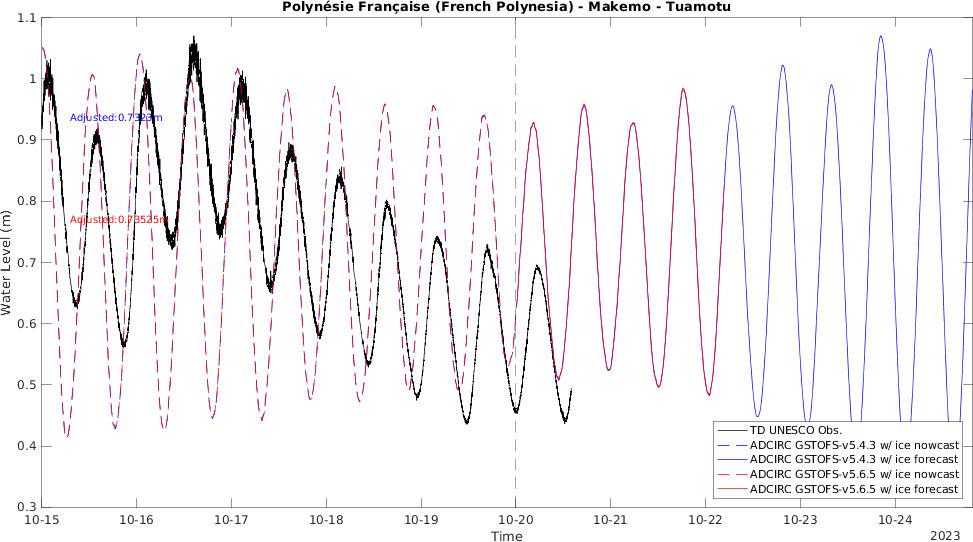 Polynésie Française (French Polynesia) - Makemo - Tuamotu
1.1
1
0.9
0.8
0.7
0.6
0.5
0.4
0.3
Water Level (m)
Adjusted:0.7323m
Adjusted:0.73525m
TD UNESCO Obs.
ADCIRC GSTOFS-v5.4.3 w/ ice nowcast
ADCIRC GSTOFS-v5.4.3 w/ ice forecast
ADCIRC GSTOFS-v5.6.5 w/ ice nowcast
ADCIRC GSTOFS-v5.6.5 w/ ice forecast
10-15 10-16 10-17 10-18 10-19 10-20 10-21 10-22 10-23 10-24
Time
2023